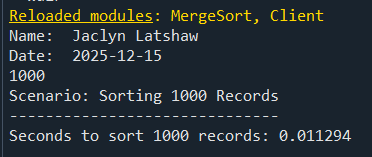 Reloaded modules: MergeSort, Client
Name:  Jaclyn Latshaw
Date:  2025-12-15
1000
Scenario: Sorting 1000 Records
------------------------------
Seconds to sort 1000 records: 0.011294